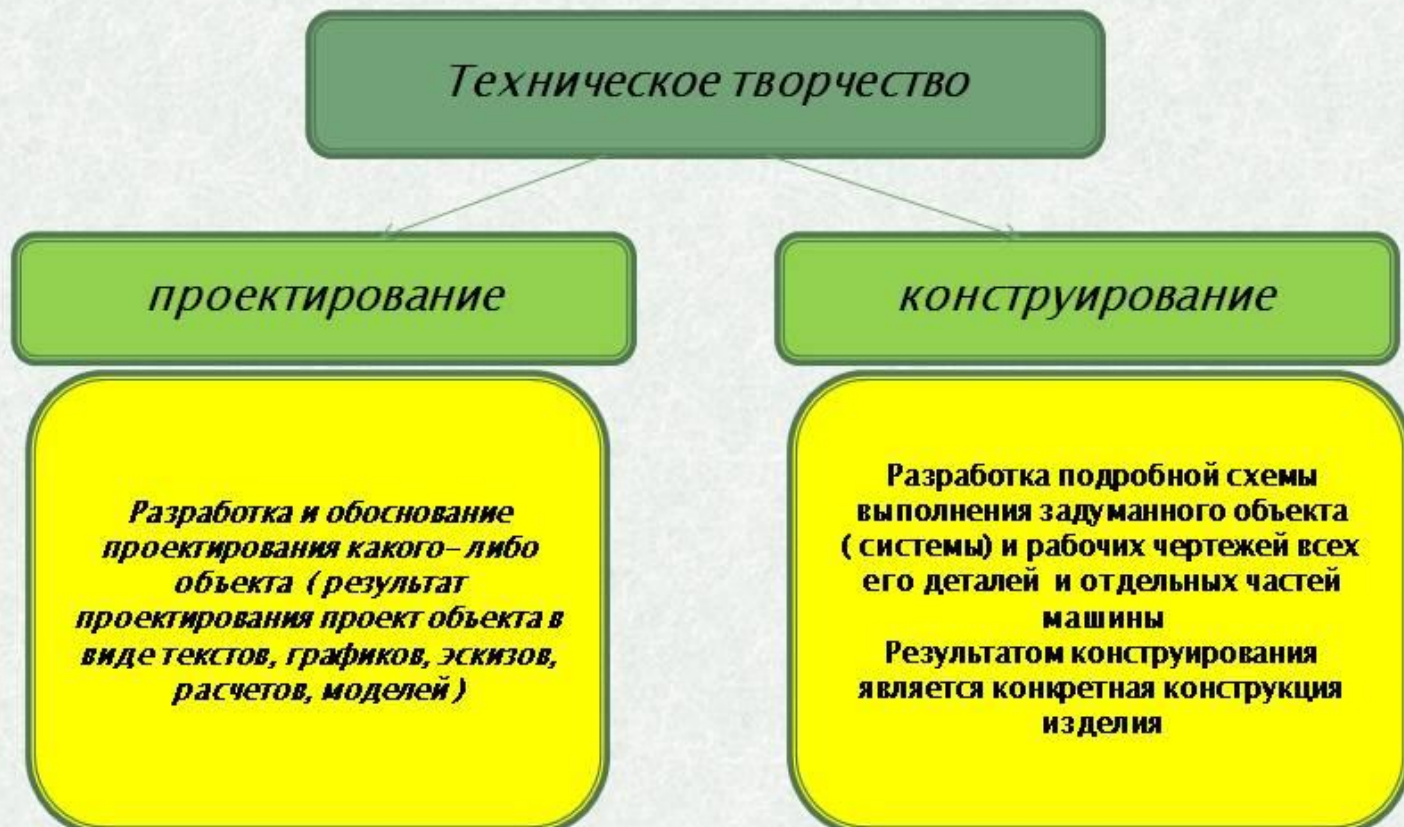 Техническое творчество
проектирование
Разработка и обоснование
проектирования какого- либо
объекта ( результат
проектирования проект объекта в
виде текстов, графиков, эскизов,
расчетов, моделей )
конструирование
Разработка подробной схемы
выполнения задуманного объекта
( системы) и рабочих чертежей всех
его деталей и отдельных частей
машины
Результатом конструирования
является конкретная конструкция
изделия